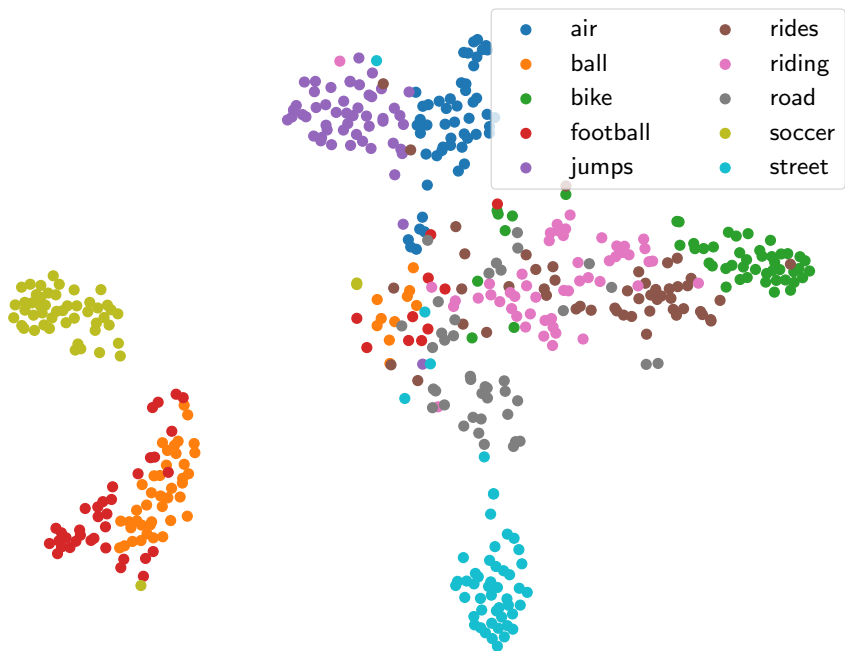 air
ball
bike
football
jumps
rides
riding
road
soccer
street